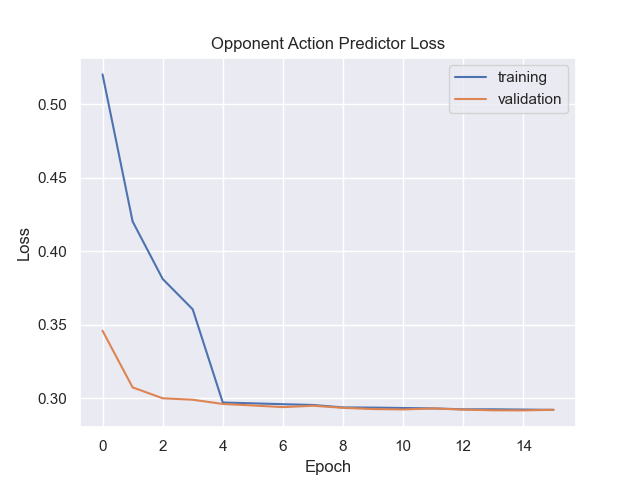 Opponent Action Predictor Loss
training
validation
0.50
0.45
0.40
0.35
0.30
Loss
0 2 4 6 8 10 12 14
Epoch